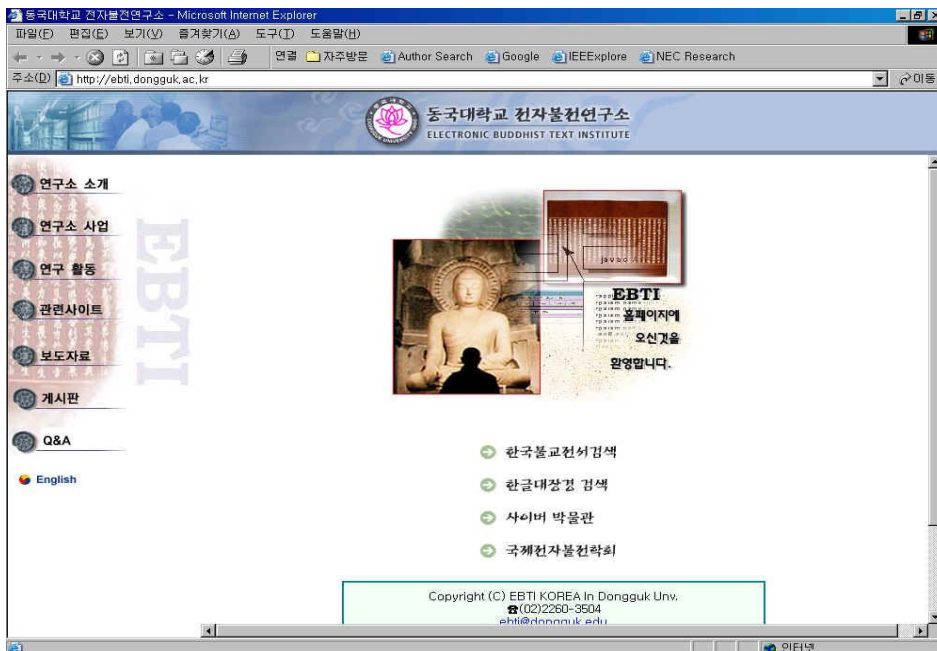 동국대학교 전자불전연구소 - Microsoft Internet Explorer
파일(F) 편집(E) 보기(V) 즐겨찾기(A) 도구(T) 도움말(H)
연결 자주방문 Author Search Google IEEExplore NEC Research
주소(D) http://ebti.dongguk.ac.kr 이동
동국대학교 전자불전연구소
ELECTRONIC BUDDHIST TEXT INSTITUTE
연구소 소개
연구소 사업
연구 활동
관련사이트
보도자료
게시판
Q&A
English
EBTI
EBTI
홈페이지에
오신것을
환영합니다.
한국불교전서검색
한글대장경 검색
사이버 박물관
국제전자불전학회
Copyright (C) EBTI KOREA In Dongguk Unv.
☎(02)2260-3504
ebti@dongguk.edu
인터넷